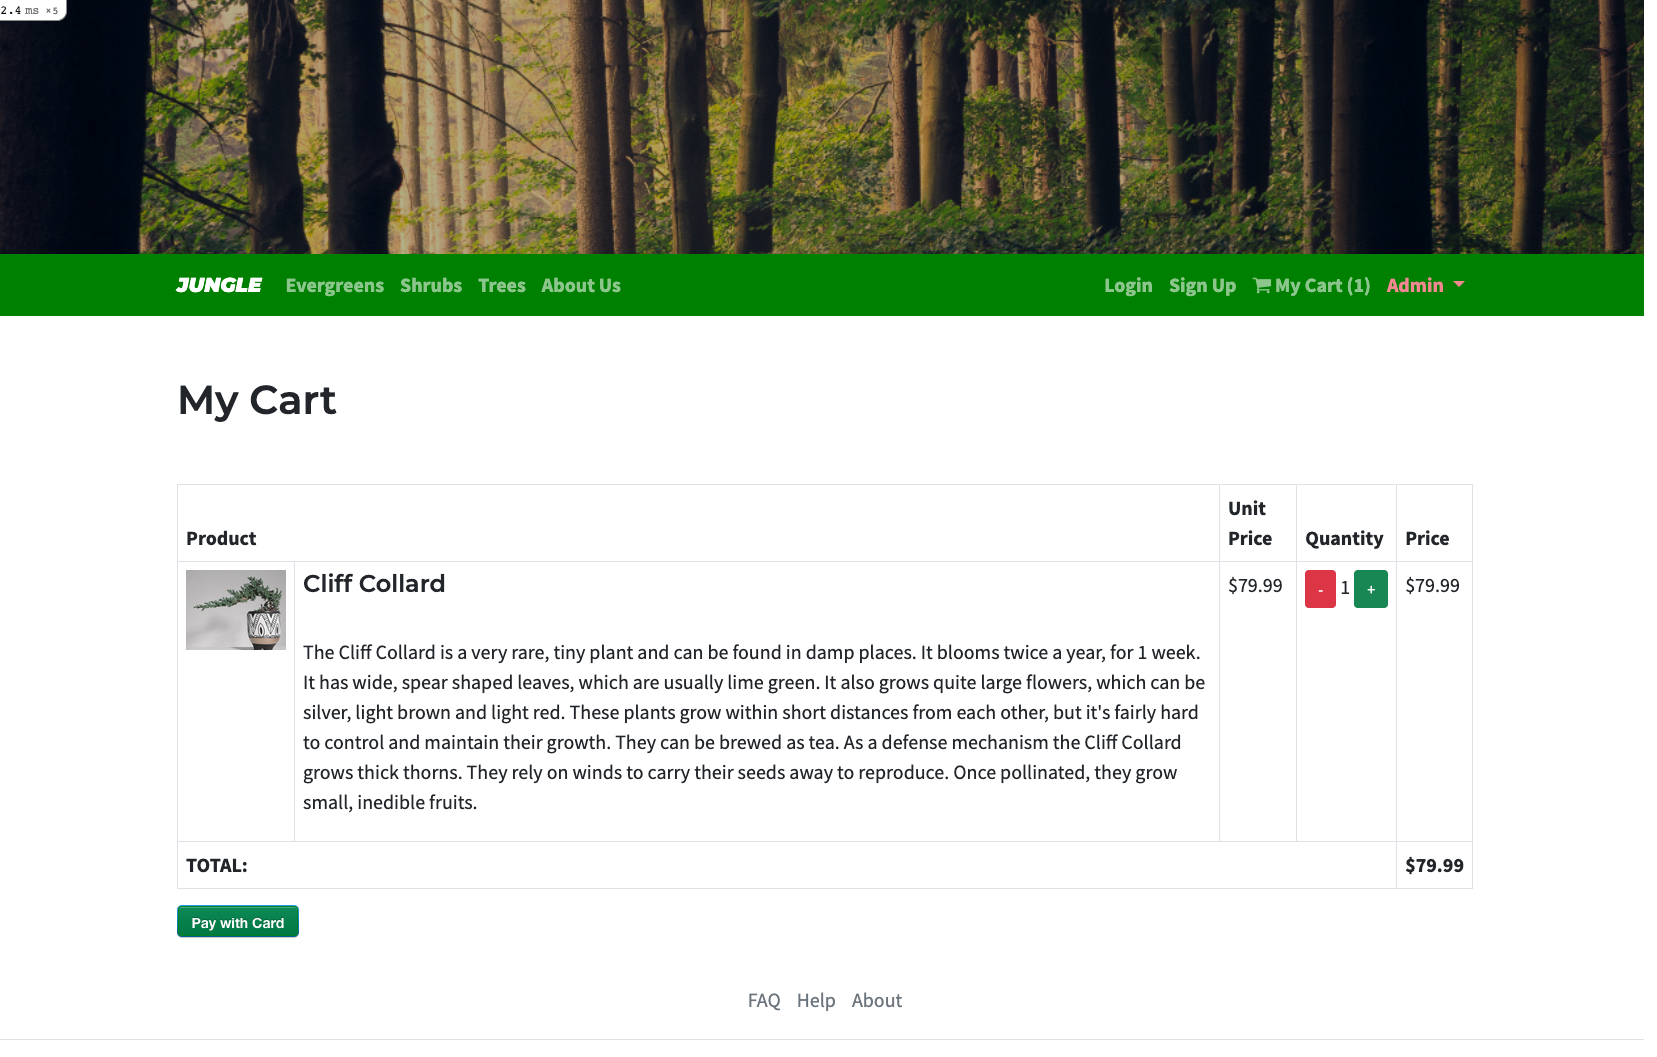 2.4 ms ×5
JUNGLE Evergreens Shrubs Trees About Us Login Sign Up My Cart (1) Admin
My Cart
Product Unit Price Quantity Price
Cliff Collard $79.99 - 1 + $79.99
The Cliff Collard is a very rare, tiny plant and can be found in damp places. It blooms twice a year, for 1 week.
It has wide, spear shaped leaves, which are usually lime green. It also grows quite large flowers, which can be
silver, light brown and light red. These plants grow within short distances from each other, but it's fairly hard
to control and maintain their growth. They can be brewed as tea. As a defense mechanism the Cliff Collard
grows thick thorns. They rely on winds to carry their seeds away to reproduce. Once pollinated, they grow
small, inedible fruits.
TOTAL: $79.99
Pay with Card
FAQ Help About